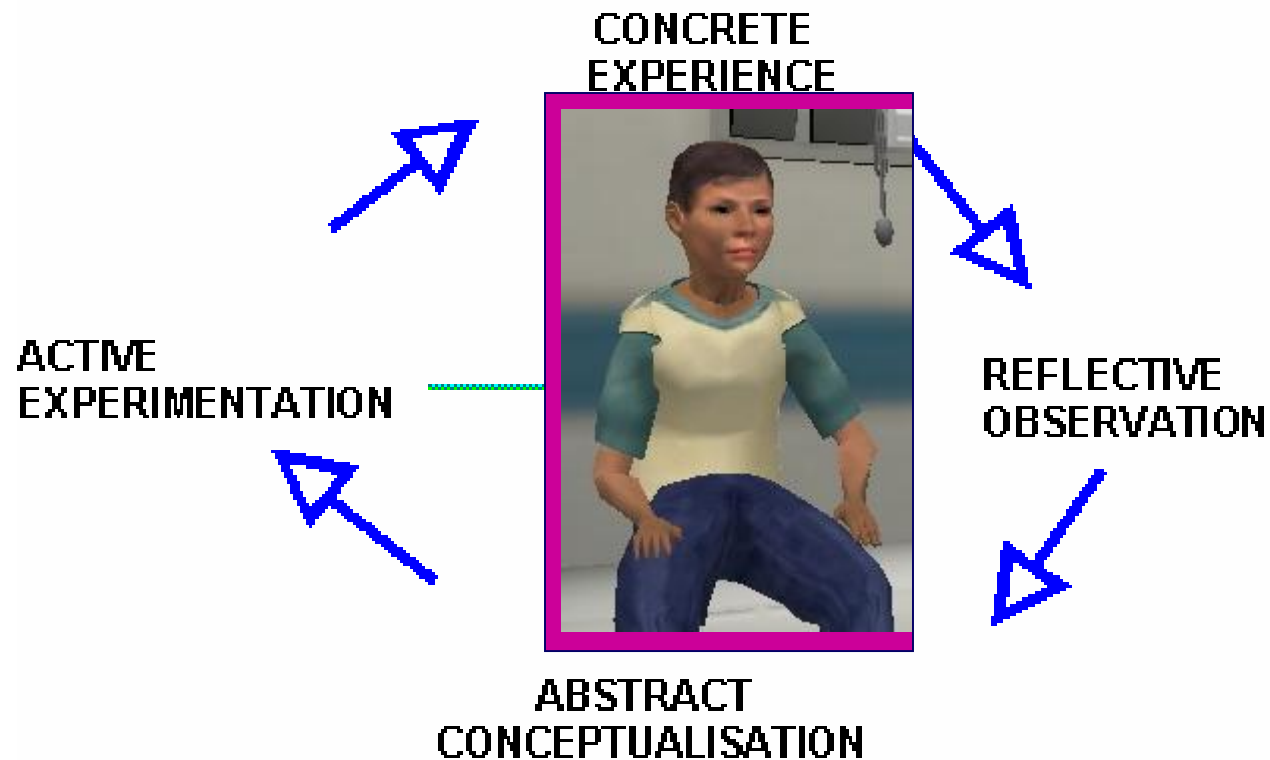 CONCRETE
EXPERIENCE
ACTIVE
EXPERIMENTATION
REFLECTIVE
OBSERVATION
ABSTRACT
CONCEPTUALISATION